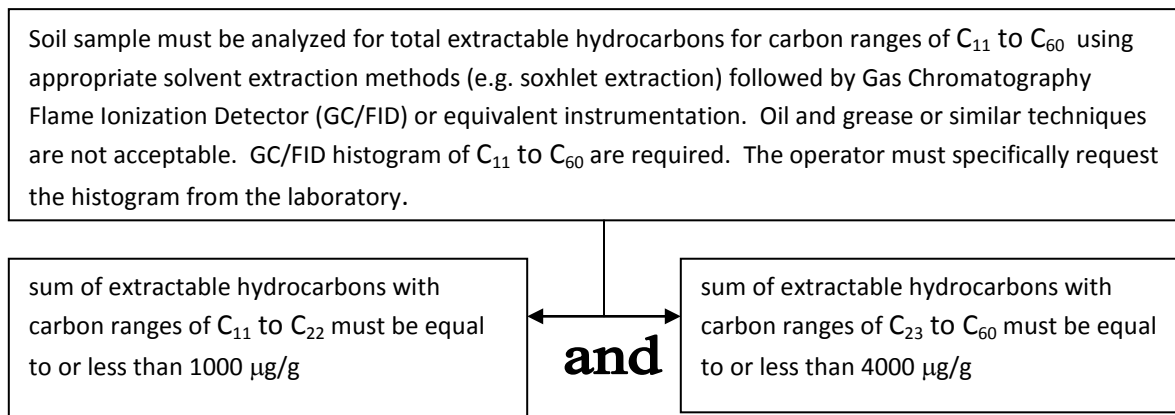 Soil sample must be analyzed for total extractable hydrocarbons for carbon ranges of C₁₁ to C₆₀ using
appropriate solvent extraction methods (e.g. soxhlet extraction) followed by Gas Chromatography
Flame Ionization Detector (GC/FID) or equivalent instrumentation. Oil and grease or similar techniques
are not acceptable. GC/FID histogram of C₁₁ to C₆₀ are required. The operator must specifically request
the histogram from the laboratory.
sum of extractable hydrocarbons with
carbon ranges of C₁₁ to C₂₂ must be equal
to or less than 1000 μg/g
and
sum of extractable hydrocarbons with
carbon ranges of C₂₃ to C₆₀ must be equal
to or less than 4000 μg/g